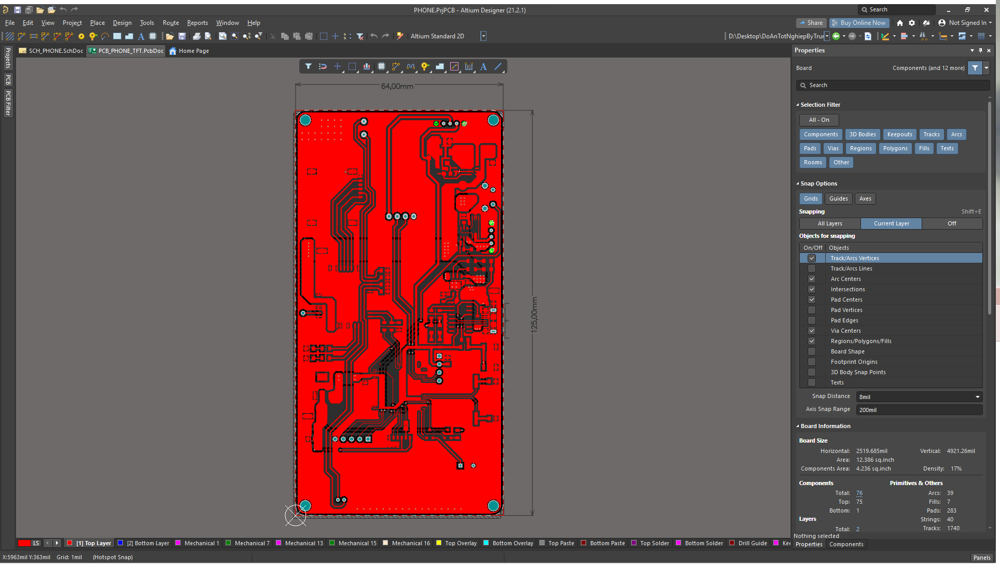 PHONE.PrjPCB - Altium Designer (21.2.1)
Search
File Edit View Project Place Design Tools Route Reports Window Help
Share
Buy Online Now
Not Signed In
Altium Standard 2D
D:\Desktop\DoAnTotNghiepByTrur
SCH_PHONE.SchDoc
PCB_PHONE_TFT.PcbDoc
Home Page
Projects
PCB
PCB Filter
64,00mm
125,00mm
Properties
Board
Components (and 12 more)
Search
Selection Filter
All - On
Components 3D Bodies Keepouts Tracks Arcs
Pads Vias Regions Polygons Fills Texts
Rooms Other
Snap Options
Grids Guides Axes
Snapping Shift+E
All Layers Current Layer Off
Objects for snapping
On/Off Objects
Track/Arcs Vertices
Track/Arcs Lines
Arc Centers
Intersections
Pad Centers
Pad Vertices
Pad Edges
Via Centers
Regions/Polygons/Fills
Board Shape
Footprint Origins
3D Body Snap Points
Texts
Snap Distance 8mil
Axis Snap Range 200mil
Board Information
Board Size
Horizontal: 2519.685mil Vertical: 4921.26mil
Area: 12.386 sq.inch
Components Area: 4.236 sq.inch Density: 17%
Components Primitives & Others
Total: 76 Arcs: 39
Top: 75 Fills: 7
Bottom: 1 Pads: 283
Layers Strings: 40
Total: 2 Tracks: 1740
Nothing selected
Properties Components
LS [1] Top Layer [2] Bottom Layer Mechanical 1 Mechanical 7 Mechanical 13 Mechanical 15 Mechanical 16 Top Overlay Bottom Overlay Top Paste Bottom Paste Top Solder Bottom Solder Drill Guide Kee
X:5963mil Y:363mil Grid: 1mil (Hotspot Snap)
Panels